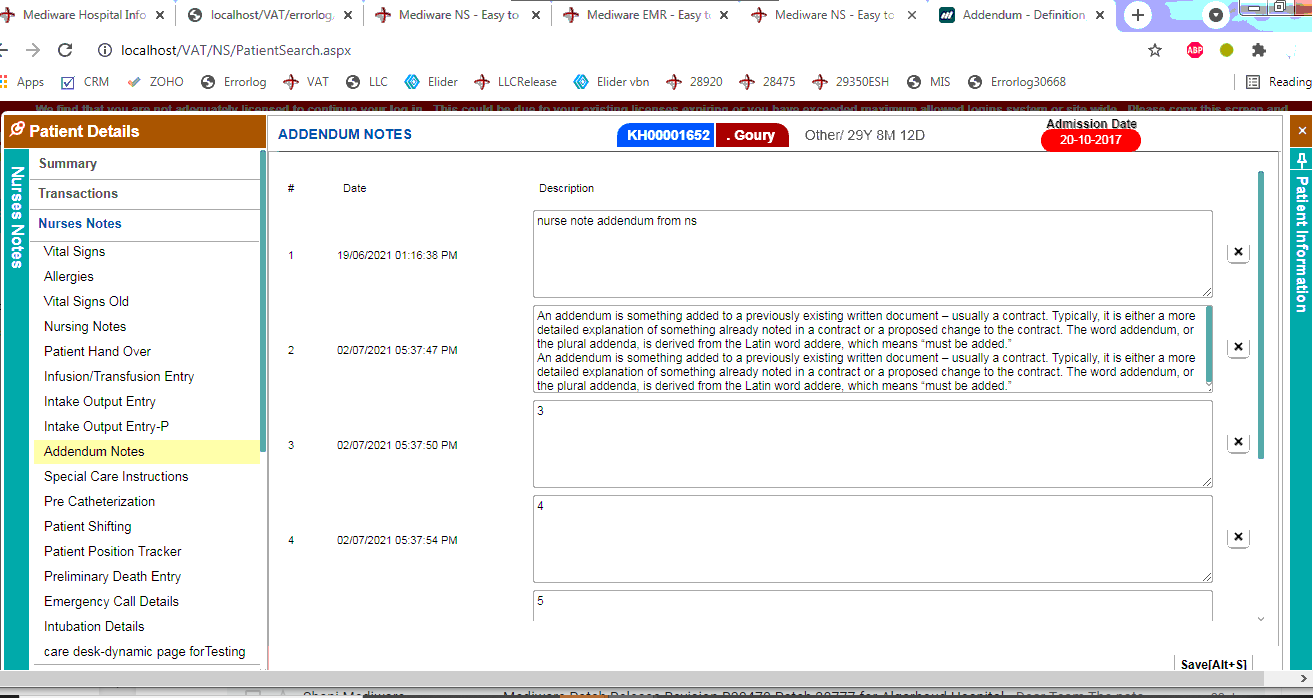 Mediware Hospital Info
localhost/VAT/errorlog
Mediware NS - Easy to
Mediware EMR - Easy t
Mediware NS - Easy to
Addendum - Definition
localhost/VAT/NS/PatientSearch.aspx
ABP
Apps
CRM
ZOHO
Errorlog
VAT
LLC
Elider
LLCRelease
Elider vbn
28920
28475
29350ESH
MIS
Errorlog30668
Reading
We find that you are not adequately licensed to continue your log in. This could be due to your existing licenses expiring or you have exceeded maximum allowed logins system or site wide. Please copy this screen and
Patient Details
ADDENDUM NOTES
KH00001652
. Goury
Other/ 29Y 8M 12D
Admission Date
20-10-2017
Nurses Notes
Summary
Transactions
Nurses Notes
Vital Signs
Allergies
Vital Signs Old
Nursing Notes
Patient Hand Over
Infusion/Transfusion Entry
Intake Output Entry
Intake Output Entry-P
Addendum Notes
Special Care Instructions
Pre Catheterization
Patient Shifting
Patient Position Tracker
Preliminary Death Entry
Emergency Call Details
Intubation Details
care desk-dynamic page forTesting
# Date Description
1 19/06/2021 01:16:38 PM nurse note addendum from ns
2 02/07/2021 05:37:47 PM
An addendum is something added to a previously existing written document – usually a contract. Typically, it is either a more
detailed explanation of something already noted in a contract or a proposed change to the contract. The word addendum, or
the plural addenda, is derived from the Latin word addere, which means “must be added.”
An addendum is something added to a previously existing written document – usually a contract. Typically, it is either a more
detailed explanation of something already noted in a contract or a proposed change to the contract. The word addendum, or
the plural addenda, is derived from the Latin word addere, which means “must be added.”
3 02/07/2021 05:37:50 PM 3
4 02/07/2021 05:37:54 PM 4
5
Save[Alt+S]
Patient Information